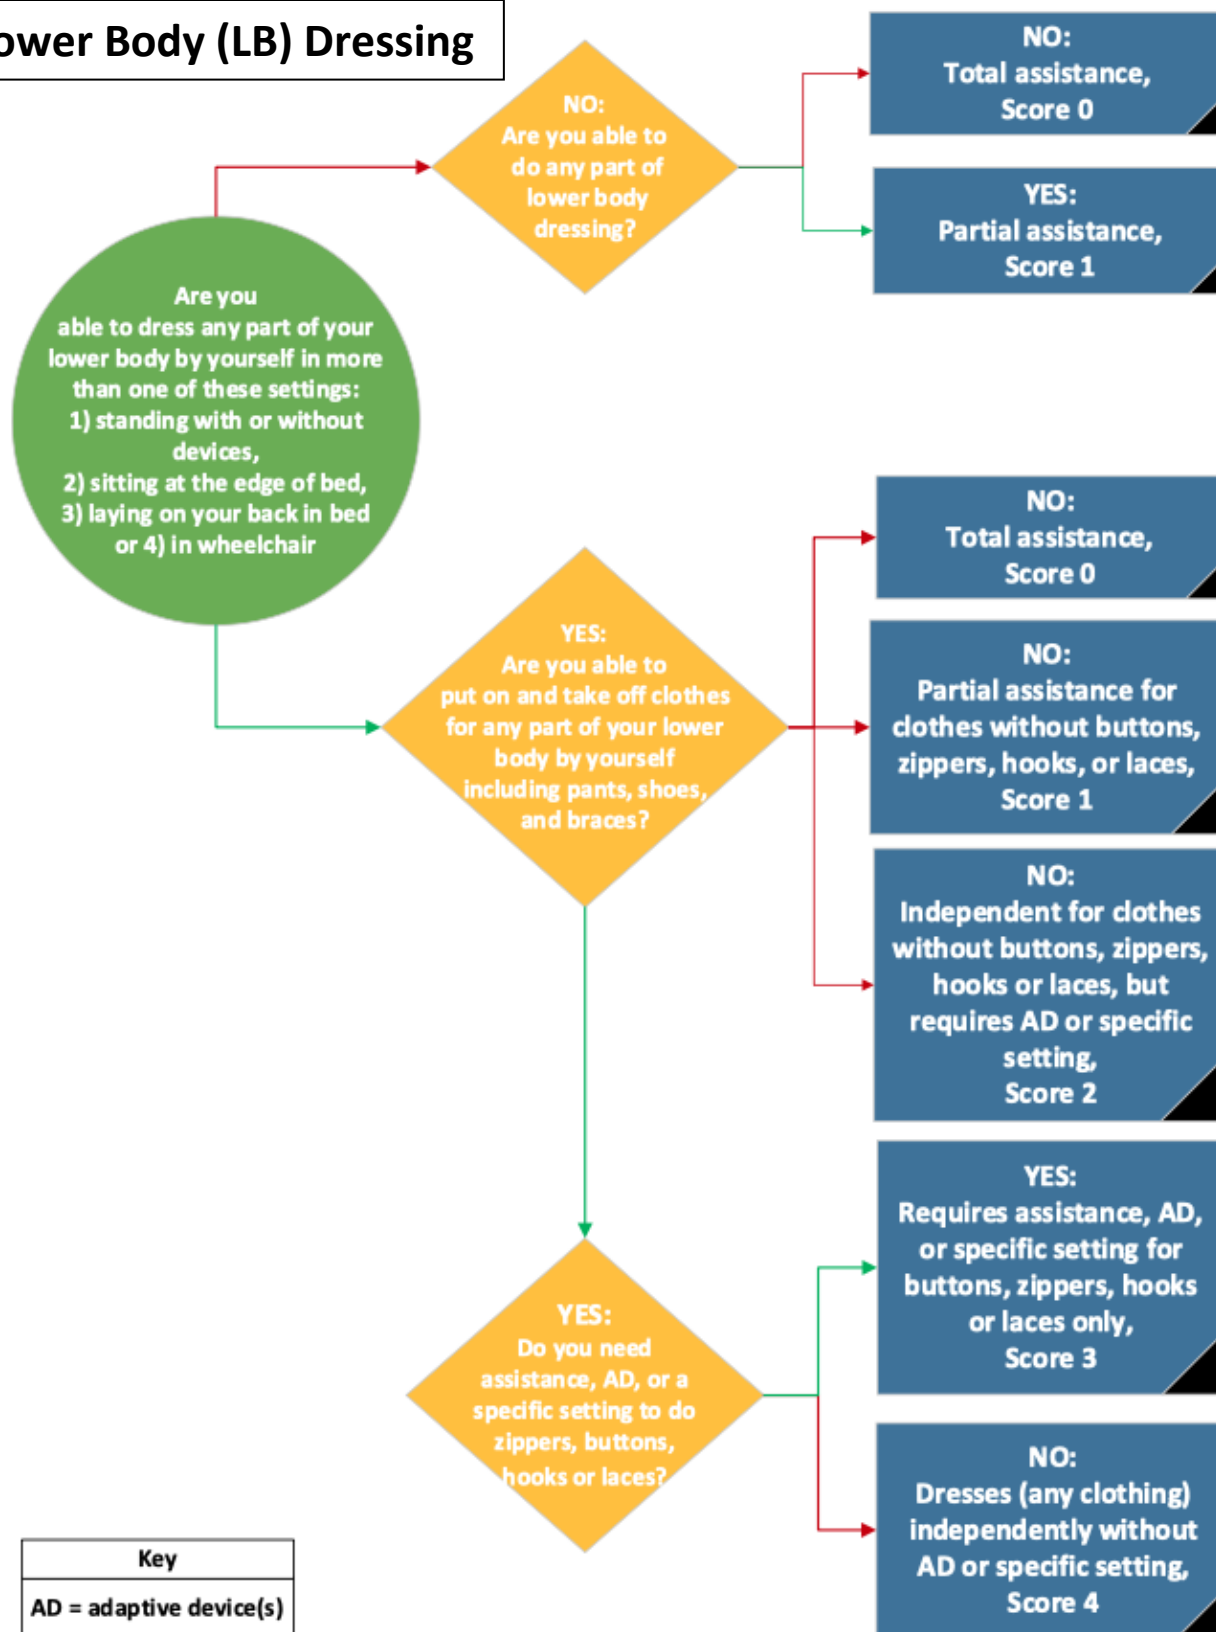 ower Body (LB) Dressing
NO:
Total assistance,
Score 0
NO:
Are you able to
do any part of
lower body
dressing?
YES:
Partial assistance,
Score 1
Are you
able to dress any part of your
lower body by yourself in more
than one of these settings:
1) standing with or without
devices,
2) sitting at the edge of bed,
3) laying on your back in bed
or 4) in wheelchair
NO:
Total assistance,
Score 0
YES:
Are you able to
put on and take off clothes
for any part of your lower
body by yourself
including pants, shoes,
and braces?
NO:
Partial assistance for
clothes without buttons,
zippers, hooks, or laces,
Score 1
NO:
Independent for clothes
without buttons, zippers,
hooks or laces, but
requires AD or specific
setting,
Score 2
YES:
Requires assistance, AD,
or specific setting for
buttons, zippers, hooks
or laces only,
Score 3
YES:
Do you need
assistance, AD, or a
specific setting to do
zippers, buttons,
hooks or laces?
NO:
Dresses (any clothing)
independently without
AD or specific setting,
Score 4
Key
AD = adaptive device(s)